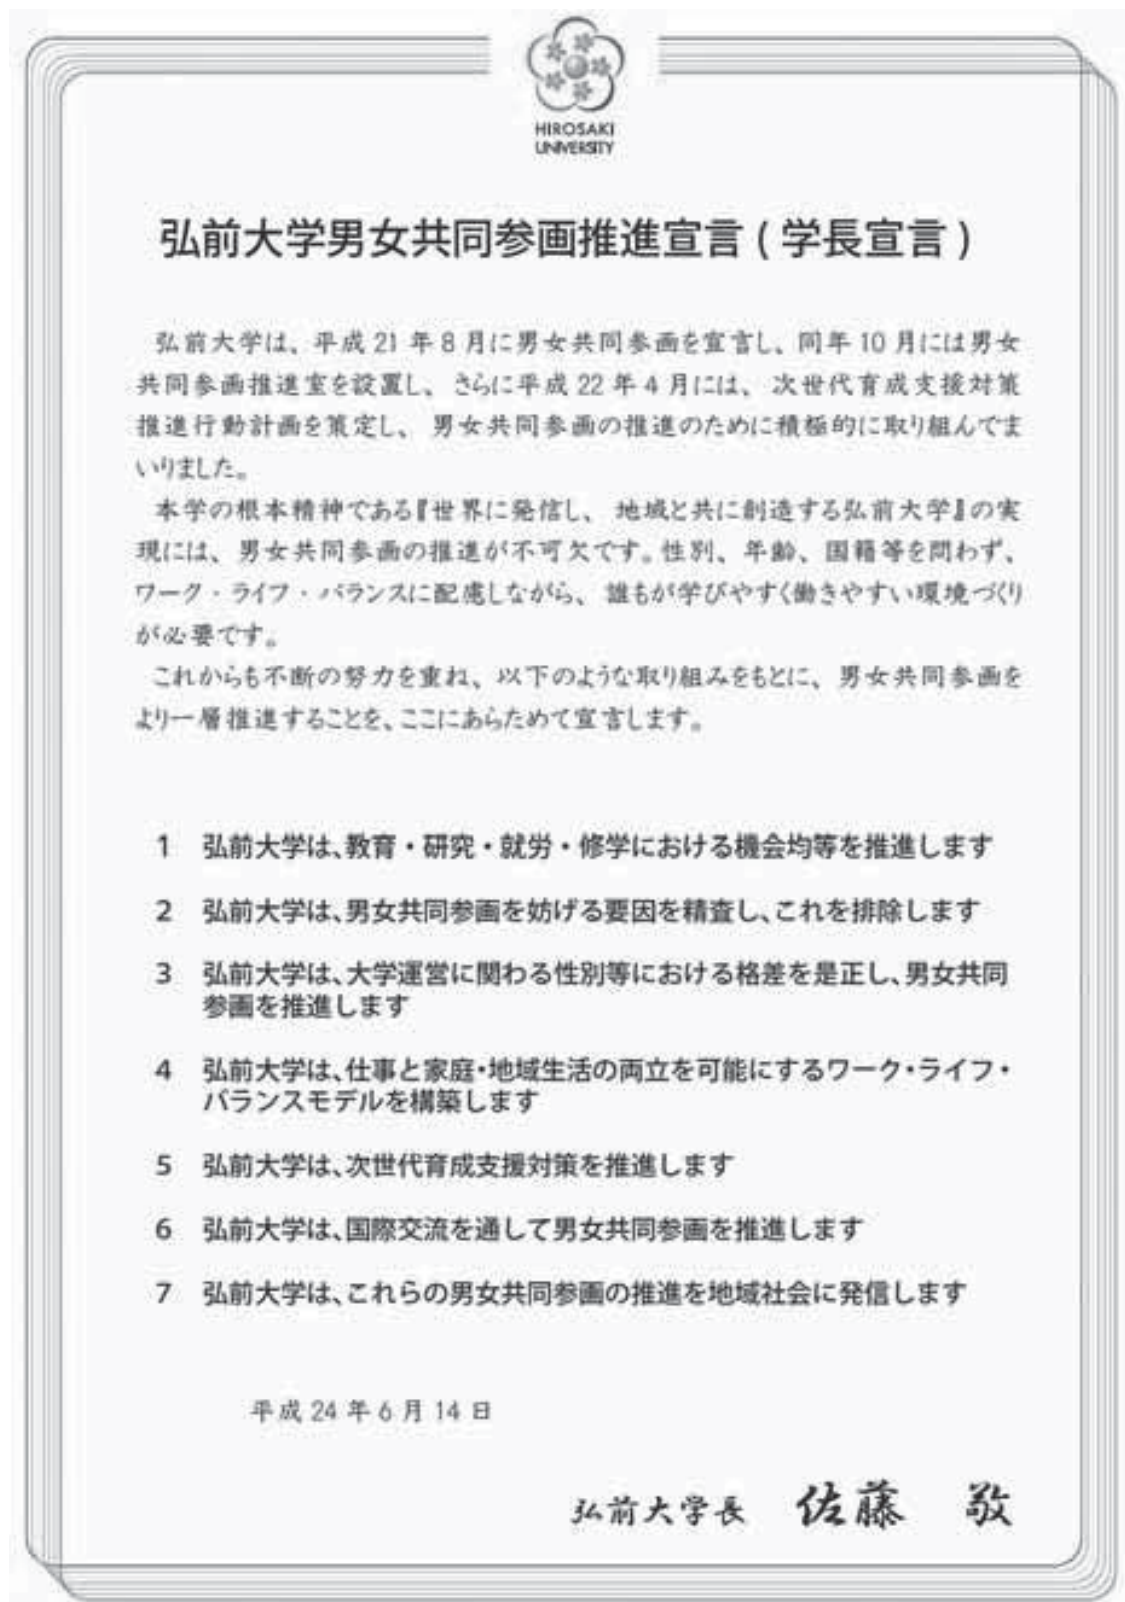 HIROSAKI
UNIVERSITY
弘前大学男女共同参画推進宣言 ( 学長宣言 )
弘前大学は、平成 21 年 8 月に男女共同参画を宣言し、同年 10 月には男女
共同参画推進室を設置し、さらに平成 22 年 4 月には、次世代育成支援対策
推進行動計画を策定し、男女共同参画の推進のために積極的に取り組んでま
いりました。
本学の根本精神である『世界に発信し、地域と共に創造する弘前大学』の実
現には、男女共同参画の推進が不可欠です。性別、年齢、国籍等を問わず、
ワーク・ライフ・バランスに配慮しながら、誰もが学びやすく働きやすい環境づくり
が必要です。
これからも不断の努力を重ね、以下のような取り組みをもとに、男女共同参画を
より一層推進することを、ここにあらためて宣言します。
1 弘前大学は、教育・研究・就労・修学における機会均等を推進します
2 弘前大学は、男女共同参画を妨げる要因を精査し、これを排除します
3 弘前大学は、大学運営に関わる性別等における格差を是正し、男女共同
参画を推進します
4 弘前大学は、仕事と家庭・地域生活の両立を可能にするワーク・ライフ・
バランスモデルを構築します
5 弘前大学は、次世代育成支援対策を推進します
6 弘前大学は、国際交流を通して男女共同参画を推進します
7 弘前大学は、これらの男女共同参画の推進を地域社会に発信します
平成 24 年 6 月 14 日
弘前大学長 佐藤 敬